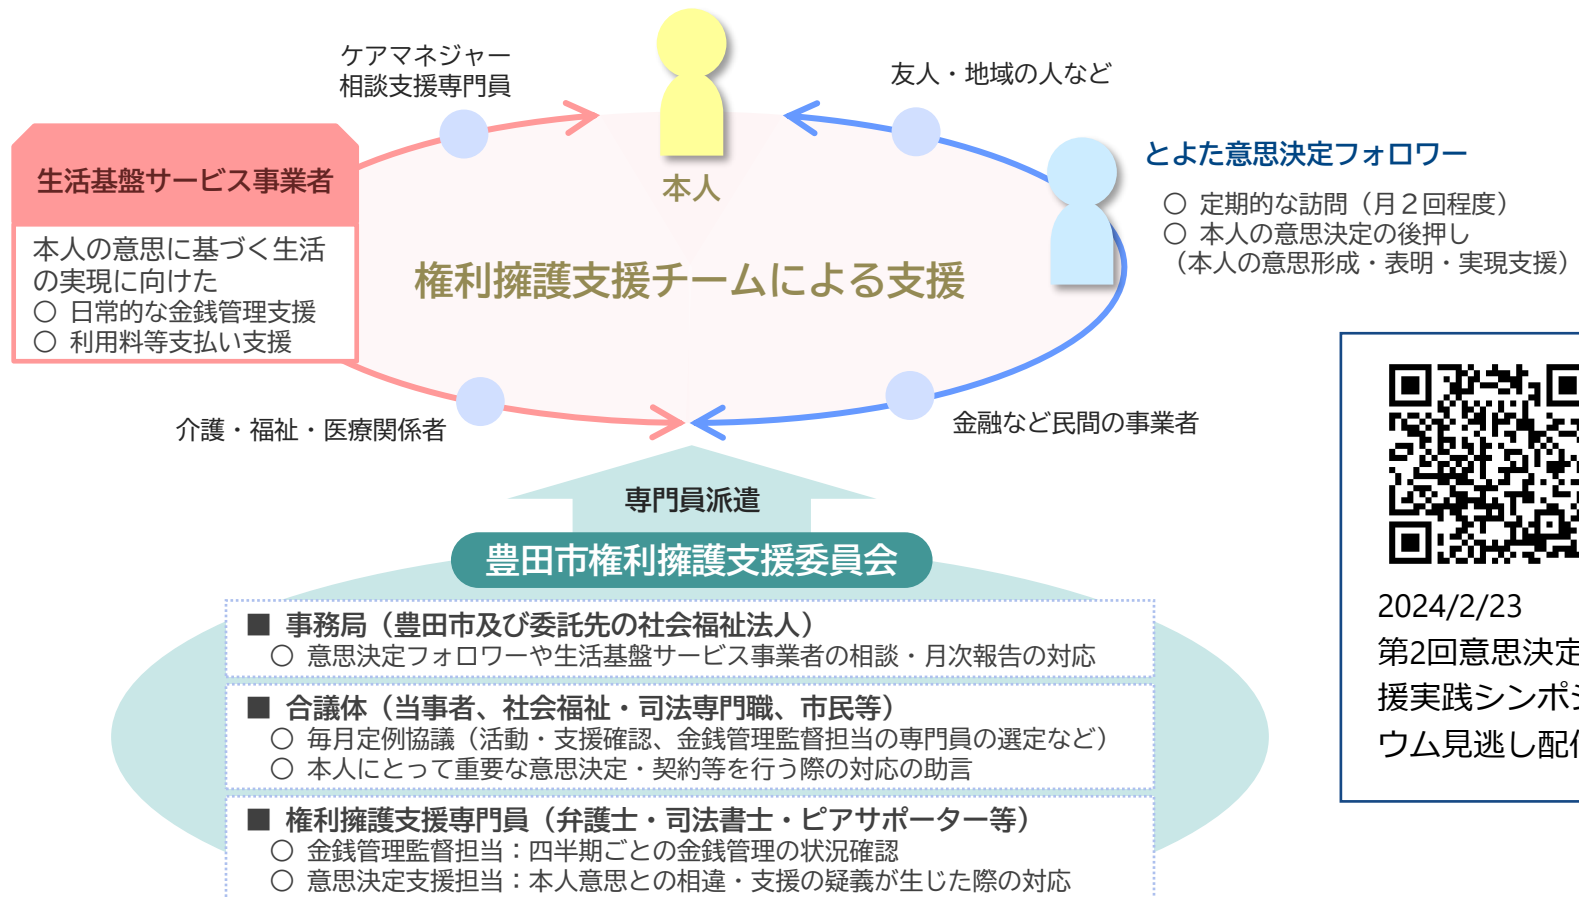 ケアマネジャー
相談支援専門員
友人・地域の人など
生活基盤サービス事業者
本人の意思に基づく生活
の実現に向けた
○ 日常的な金銭管理支援
○ 利用料等支払い支援
本人
とよた意思決定フォロワー
○ 定期的な訪問（月２回程度）
○ 本人の意思決定の後押し
（本人の意思形成・表明・実現支援）
権利擁護支援チームによる支援
介護・福祉・医療関係者
金融など民間の事業者
専門員派遣
豊田市権利擁護支援委員会
■ 事務局（豊田市及び委託先の社会福祉法人）
○ 意思決定フォロワーや生活基盤サービス事業者の相談・月次報告の対応
■ 合議体（当事者、社会福祉・司法専門職、市民等）
○ 毎月定例協議（活動・支援確認、金銭管理監督担当の専門員の選定など）
○ 本人にとって重要な意思決定・契約等を行う際の対応の助言
■ 権利擁護支援専門員（弁護士・司法書士・ピアサポーター等）
○ 金銭管理監督担当：四半期ごとの金銭管理の状況確認
○ 意思決定支援担当：本人意思との相違・支援の疑義が生じた際の対応
2024/2/23
第2回意思決定
援実践シンポジ
ウム見逃し配信